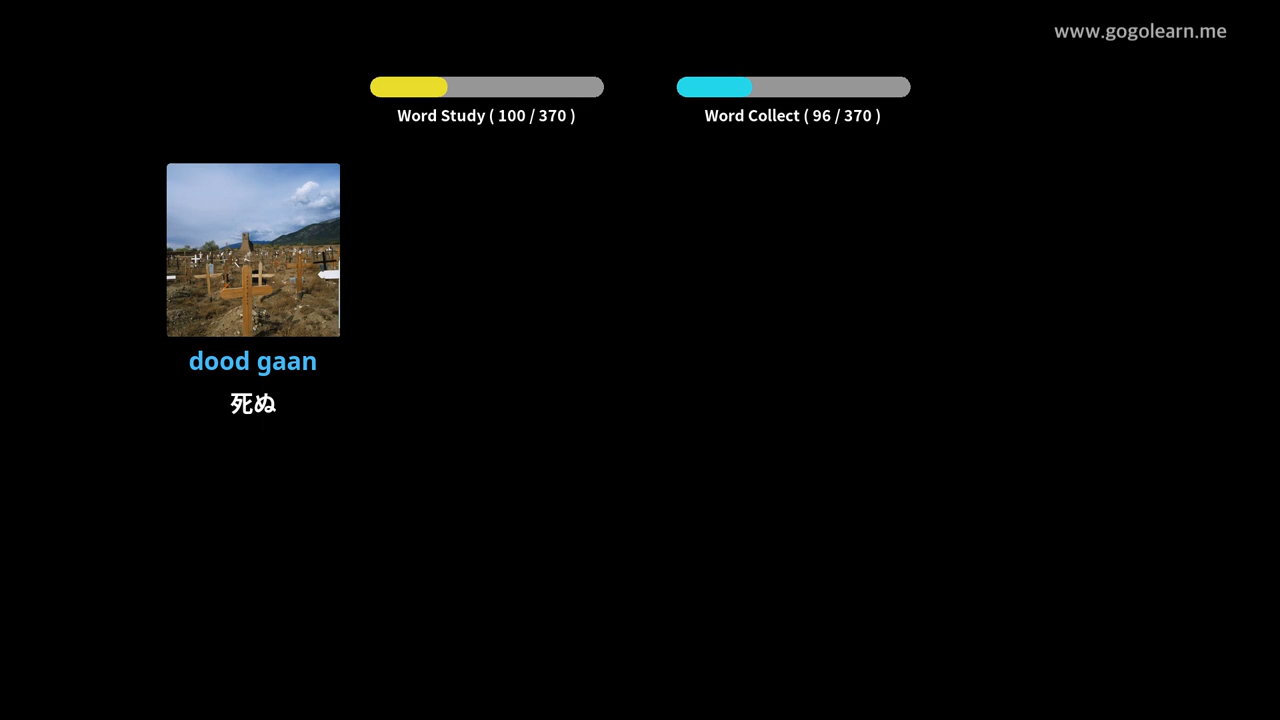 www.gogolearn.me
Word Study ( 100 / 370 )
Word Collect ( 96 / 370 )
dood gaan
死ぬ